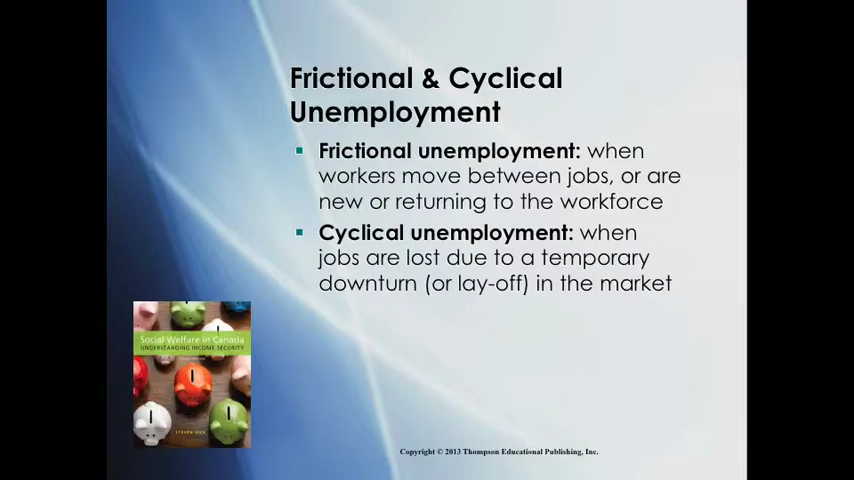 Frictional & Cyclical
Unemployment
Frictional unemployment: when
workers move between jobs, or are
new or returning to the workforce
Cyclical unemployment: when
jobs are lost due to a temporary
downturn (or lay-off) in the market
Social Welfare in Canada
UNDERSTANDING INCOME SECURITY
STEVEN HICK
Copyright © 2013 Thompson Educational Publishing, Inc.